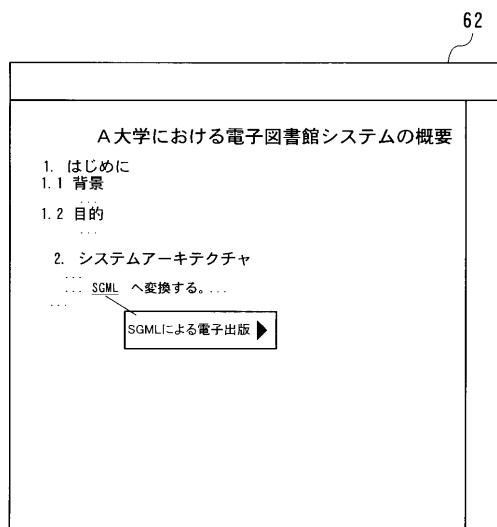 62
A大学における電子図書館システムの概要
1. はじめに
1.1 背景
...
1.2 目的
...
2. システムアーキテクチャ
...
... SGML へ変換する。...
...
SGMLによる電子出版 ▶